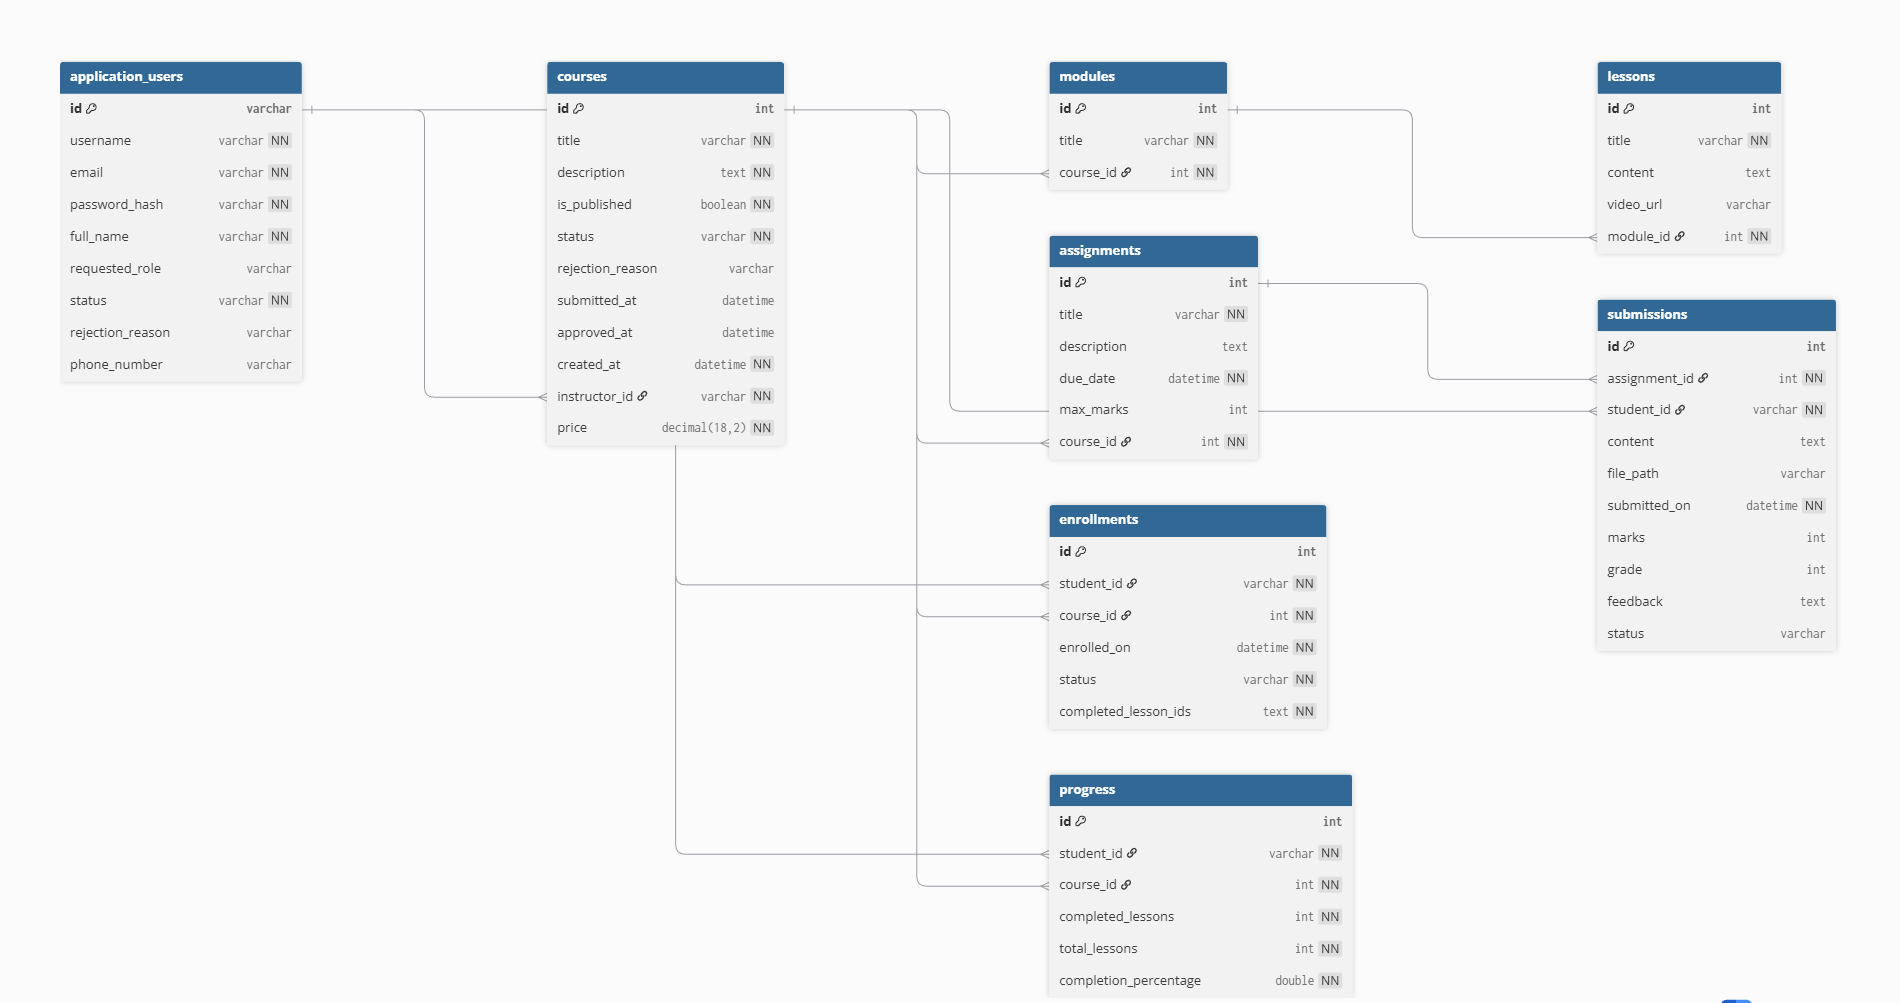 application_users
id varchar
username varchar NN
email varchar NN
password_hash varchar NN
full_name varchar NN
requested_role varchar
status varchar NN
rejection_reason varchar
phone_number varchar
courses
id int
title varchar NN
description text NN
is_published boolean NN
status varchar NN
rejection_reason varchar
submitted_at datetime
approved_at datetime
created_at datetime NN
instructor_id varchar NN
price decimal(18,2) NN
modules
id int
title varchar NN
course_id int NN
assignments
id int
title varchar NN
description text
due_date datetime NN
max_marks int
course_id int NN
enrollments
id int
student_id varchar NN
course_id int NN
enrolled_on datetime NN
status varchar NN
completed_lesson_ids text NN
progress
id int
student_id varchar NN
course_id int NN
completed_lessons int NN
total_lessons int NN
completion_percentage double NN
lessons
id int
title varchar NN
content text
video_url varchar
module_id int NN
submissions
id int
assignment_id int NN
student_id varchar NN
content text
file_path varchar
submitted_on datetime NN
marks int
grade int
feedback text
status varchar